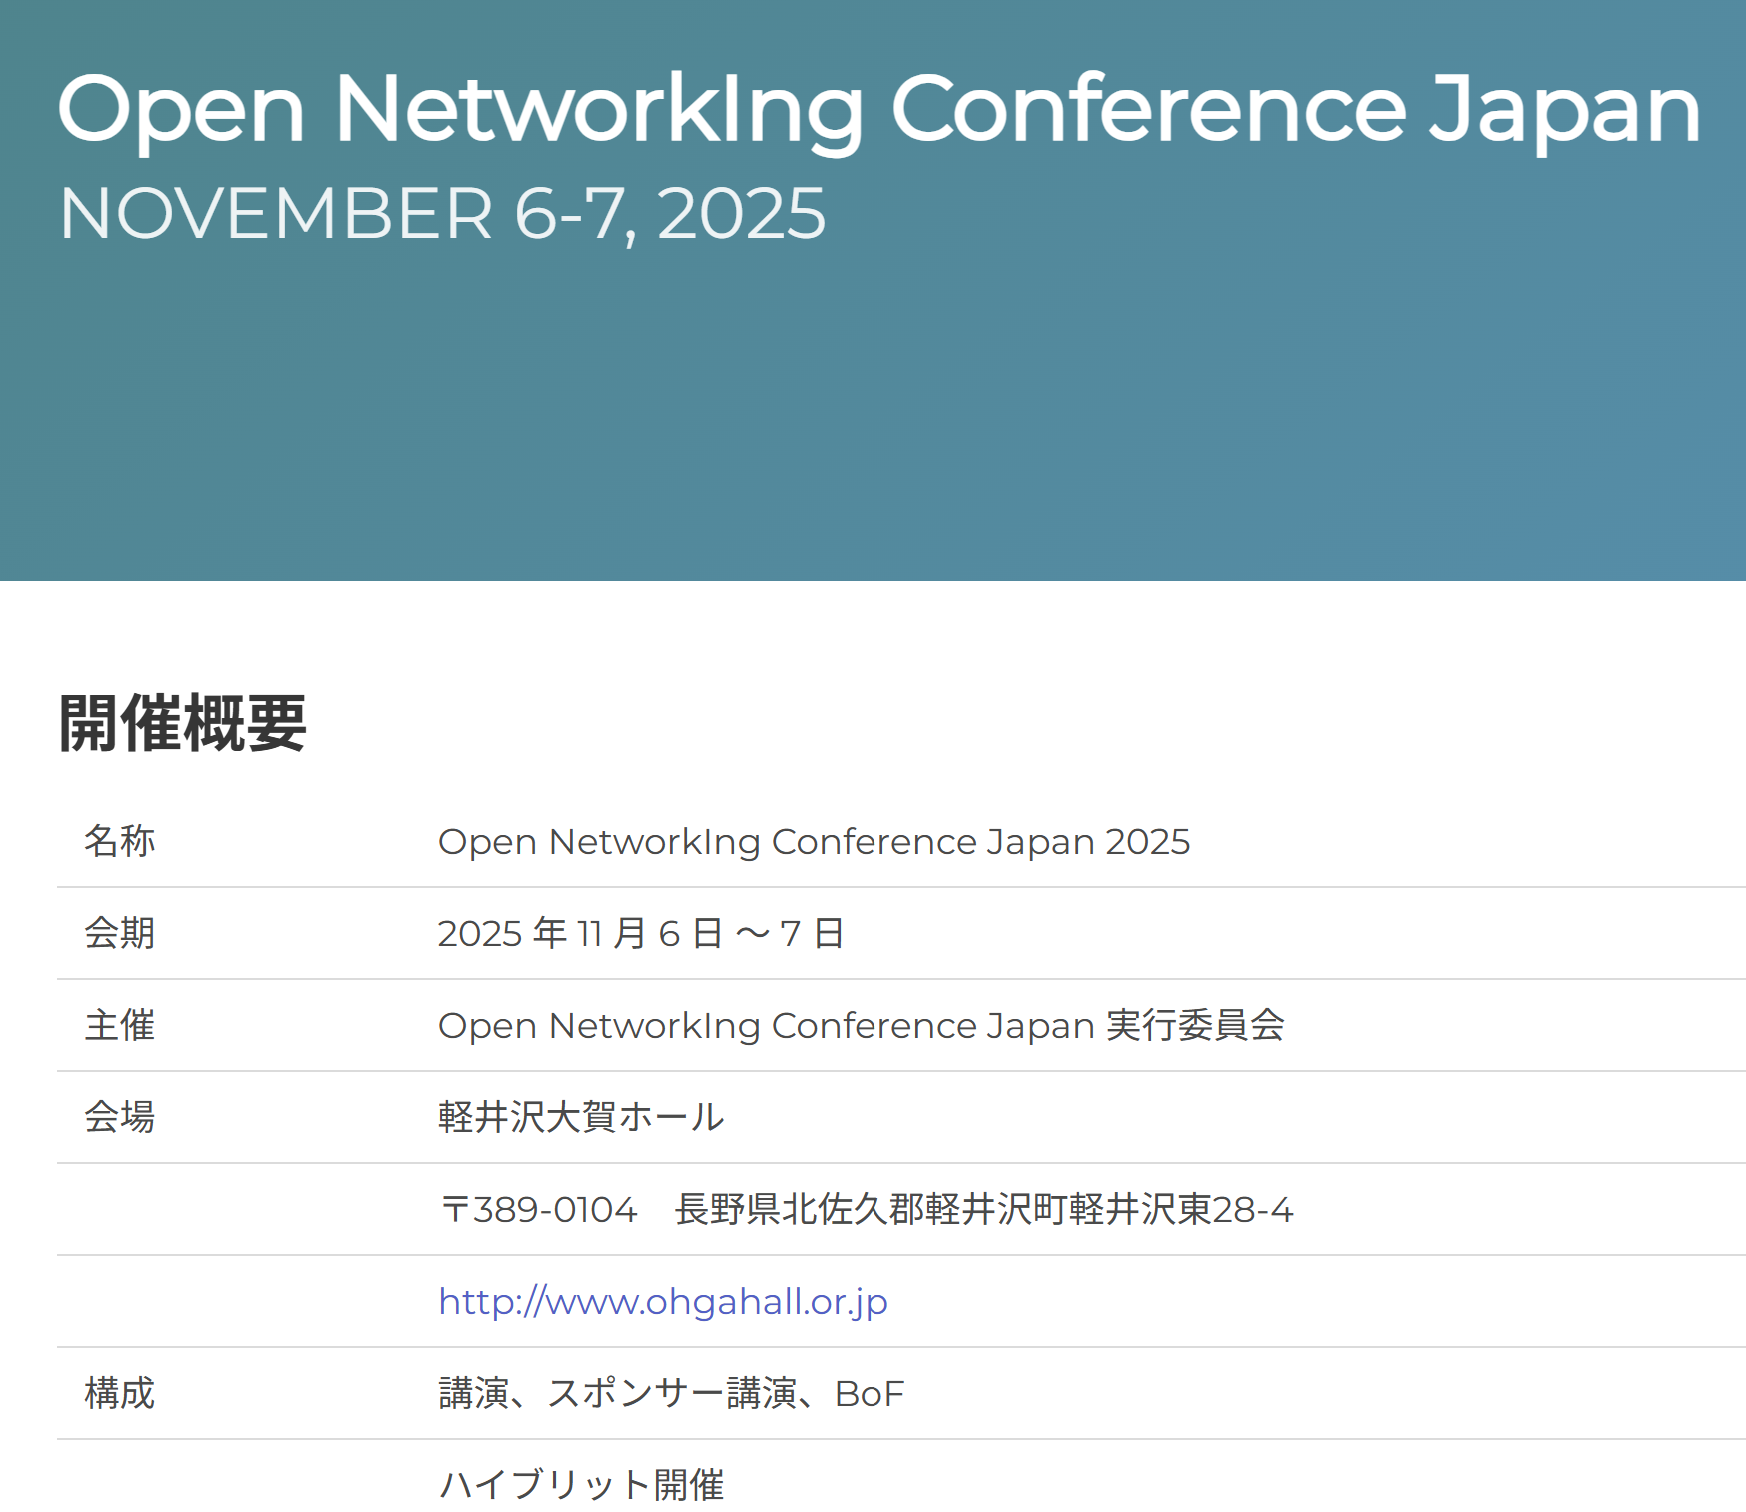 Open NetworkIng Conference Japan
NOVEMBER 6-7, 2025
開催概要
名称 Open NetworkIng Conference Japan 2025
会期 2025 年 11 月 6 日 〜 7 日
主催 Open NetworkIng Conference Japan 実行委員会
会場 軽井沢大賀ホール
〒389-0104　長野県北佐久郡軽井沢町軽井沢東28-4
http://www.ohgahall.or.jp
構成 講演、スポンサー講演、BoF
ハイブリット開催